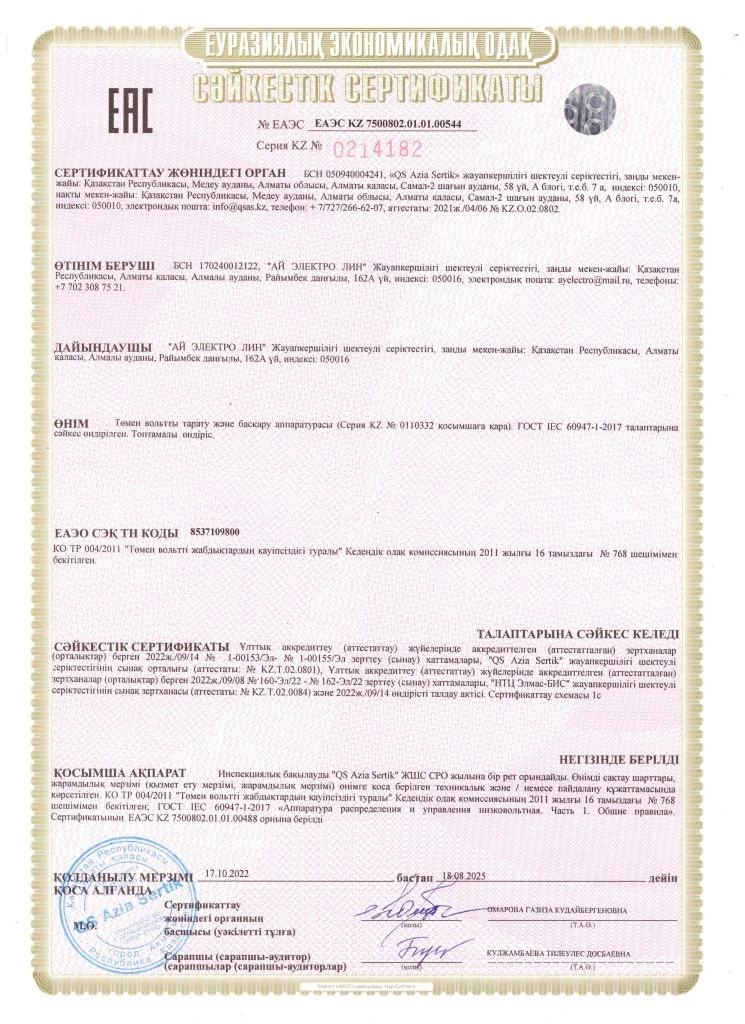 ЕУРАЗИЯЛЫҚ ЭКОНОМИКАЛЫҚ ОДАҚ
СӘЙКЕСТІК СЕРТИФИКАТЫ
EAC
№ ЕАЭС ЕАЭС KZ 7500802.01.01.00544
Серия KZ № 0214182
СЕРТИФИКАТТАУ ЖӨНІНДЕГІ ОРГАН БСН 050940004241, «QS Azia Sertik» жауапкершілігі шектеулі серіктестігі, заңды мекен-
жайы: Қазақстан Республикасы, Медеу ауданы, Алматы облысы, Алматы қаласы, Самал-2 шағын ауданы, 58 үй, А блогі, т.е.б. 7 а, индексі: 050010,
нақты мекен-жайы: Қазақстан Республикасы, Медеу ауданы, Алматы облысы, Алматы қаласы, Самал-2 шағын ауданы, 58 үй, А блогі, т.е.б. 7а,
индексі: 050010, электрондық пошта: info@qsas.kz, телефон: + 7/727/266-62-07, аттестаты: 2021ж./04/06 № KZ.O.02.0802.
ӨТІНІМ БЕРУШІ БСН 170240012122, "АЙ ЭЛЕКТРО ЛИН" Жауапкершілігі шектеулі серіктестігі, заңды мекен-жайы: Қазақстан
Республикасы, Алматы қаласы, Алмалы ауданы, Райымбек даңғылы, 162А үй, индексі: 050016, электрондық пошта: ayelectro@mail.ru, телефоны:
+7 702 308 75 21.
ДАЙЫНДАУШЫ "АЙ ЭЛЕКТРО ЛИН" Жауапкершілігі шектеулі серіктестігі, заңды мекен-жайы: Қазақстан Республикасы, Алматы
қаласы, Алмалы ауданы, Райымбек даңғылы, 162А үй, индексі: 050016
ӨНІМ Төмен вольтты тарату және басқару аппаратурасы (Серия KZ № 0110332 қосымшаға қара). ГОСТ IEC 60947-1-2017 талаптарына
сәйкес өндірілген. Топтамалы өндіріс.
ЕАЭО СЭҚ ТН КОДЫ 8537109800
КО ТР 004/2011 "Төмен вольтті жабдықтардың қауіпсіздігі туралы" Кедендік одак комиссиясының 2011 жылғы 16 тамыздағы № 768 шешімімен
бекітілген.
ТАЛАПТАРЫНА СӘЙКЕС КЕЛЕДІ
СӘЙКЕСТІК СЕРТИФИКАТЫ Ұлттық аккредиттеу (аттестаттау) жүйелерінде аккредиттелген (аттестатталған) зертханалар
(орталықтар) берген 2022ж./09/14 № 1-00153/Эл- № 1-00155/Эл зерттеу (сынау) хаттамалары, "QS Azia Sertik" жауапкершілігі шектеулі
серіктестігінің сынақ орталығы (аттестаты: № KZ.T.02.0801), Ұлттық аккредиттеу (аттестаттау) жүйелерінде аккредиттелген (аттестатталған)
зертханалар (орталықтар) берген 2022ж./09/08 № 160-Эл/22 - № 162-Эл/22 зерттеу (сынау) хаттамалары, "НТЦ Элмас-БИС" жауапкершілігі шектеулі
серіктестігінің сынақ зертханасы (аттестаты: № KZ.T.02.0084) және 2022ж./09/14 өндірісті талдау актісі. Сертификаттау схемасы 1с
НЕГІЗІНДЕ БЕРІЛДІ
ҚОСЫМША АҚПАРАТ Инспекциялық бақылауды "QS Azia Sertik" ЖШС СРО жылына бір рет орындайды. Өнімді сақтау шарттары,
жарамдылық мерзімі (қызмет ету мерзімі, жарамдылық мерзімі) өнімге қоса берілген техникалық және / немесе пайдалану құжаттамасында
көрсетілген. КО ТР 004/2011 "Төмен вольтті жабдықтардың қауіпсіздігі туралы" Кедендік одак комиссиясының 2011 жылғы 16 тамыздағы № 768
шешімімен бекітілген; ГОСТ IEC 60947-1-2017 «Аппаратура распределения и управления низковольтная. Часть 1. Общие правила».
Сертификатының ЕАЭС KZ 7500802.01.01.00488 орнына берілді
ҚОЛДАНЫЛУ МЕРЗІМІ 17.10.2022 бастап 18.08.2025 дейін
ҚОСА АЛҒАНДА
М.О.
QS Azia Sertik
Сертификаттау
жөніндегі органның
басшысы (уәкілетті тұлға)
(қолы)
ОМАРОВА ГАЗИЗА КУДАЙБЕРГЕНОВНА
(Т.А.Ө.)
Сарапшы (сарапшы-аудитор)
(сарапшылар (сарапшы-аудиторлар)
(қолы)
КУЛЖАМБАЕВА ТИЛЕУЛЕС ДОСБАЕВНА
(Т.А.Ө.)